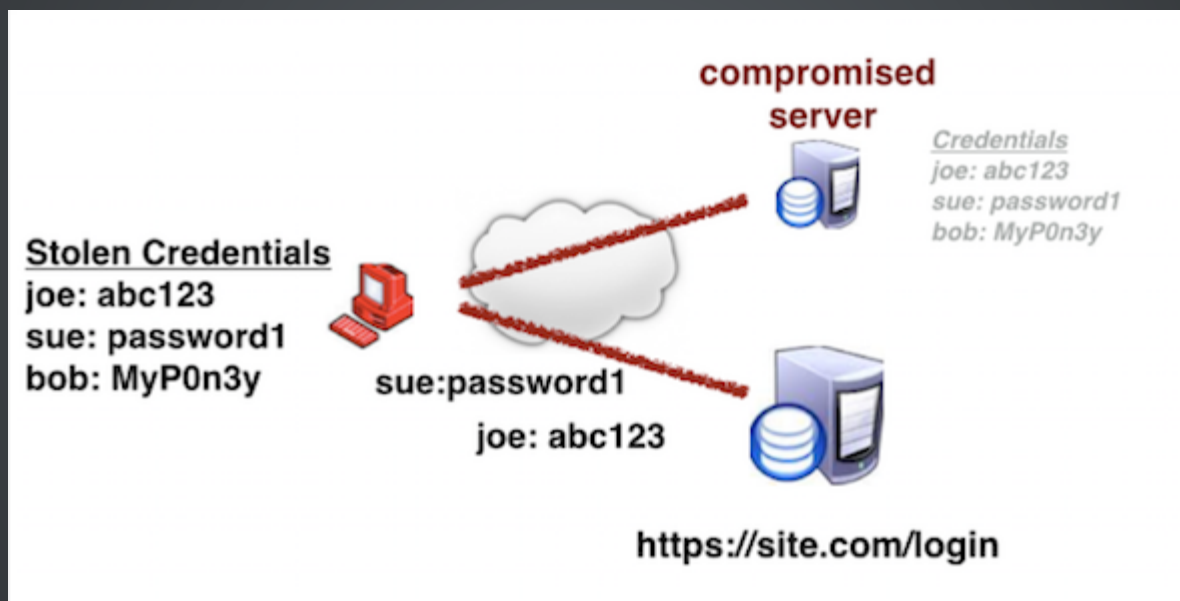 compromised
server
Credentials
joe: abc123
sue: password1
bob: MyP0n3y
Stolen Credentials
joe: abc123
sue: password1
bob: MyP0n3y
sue:password1
joe: abc123
https://site.com/login